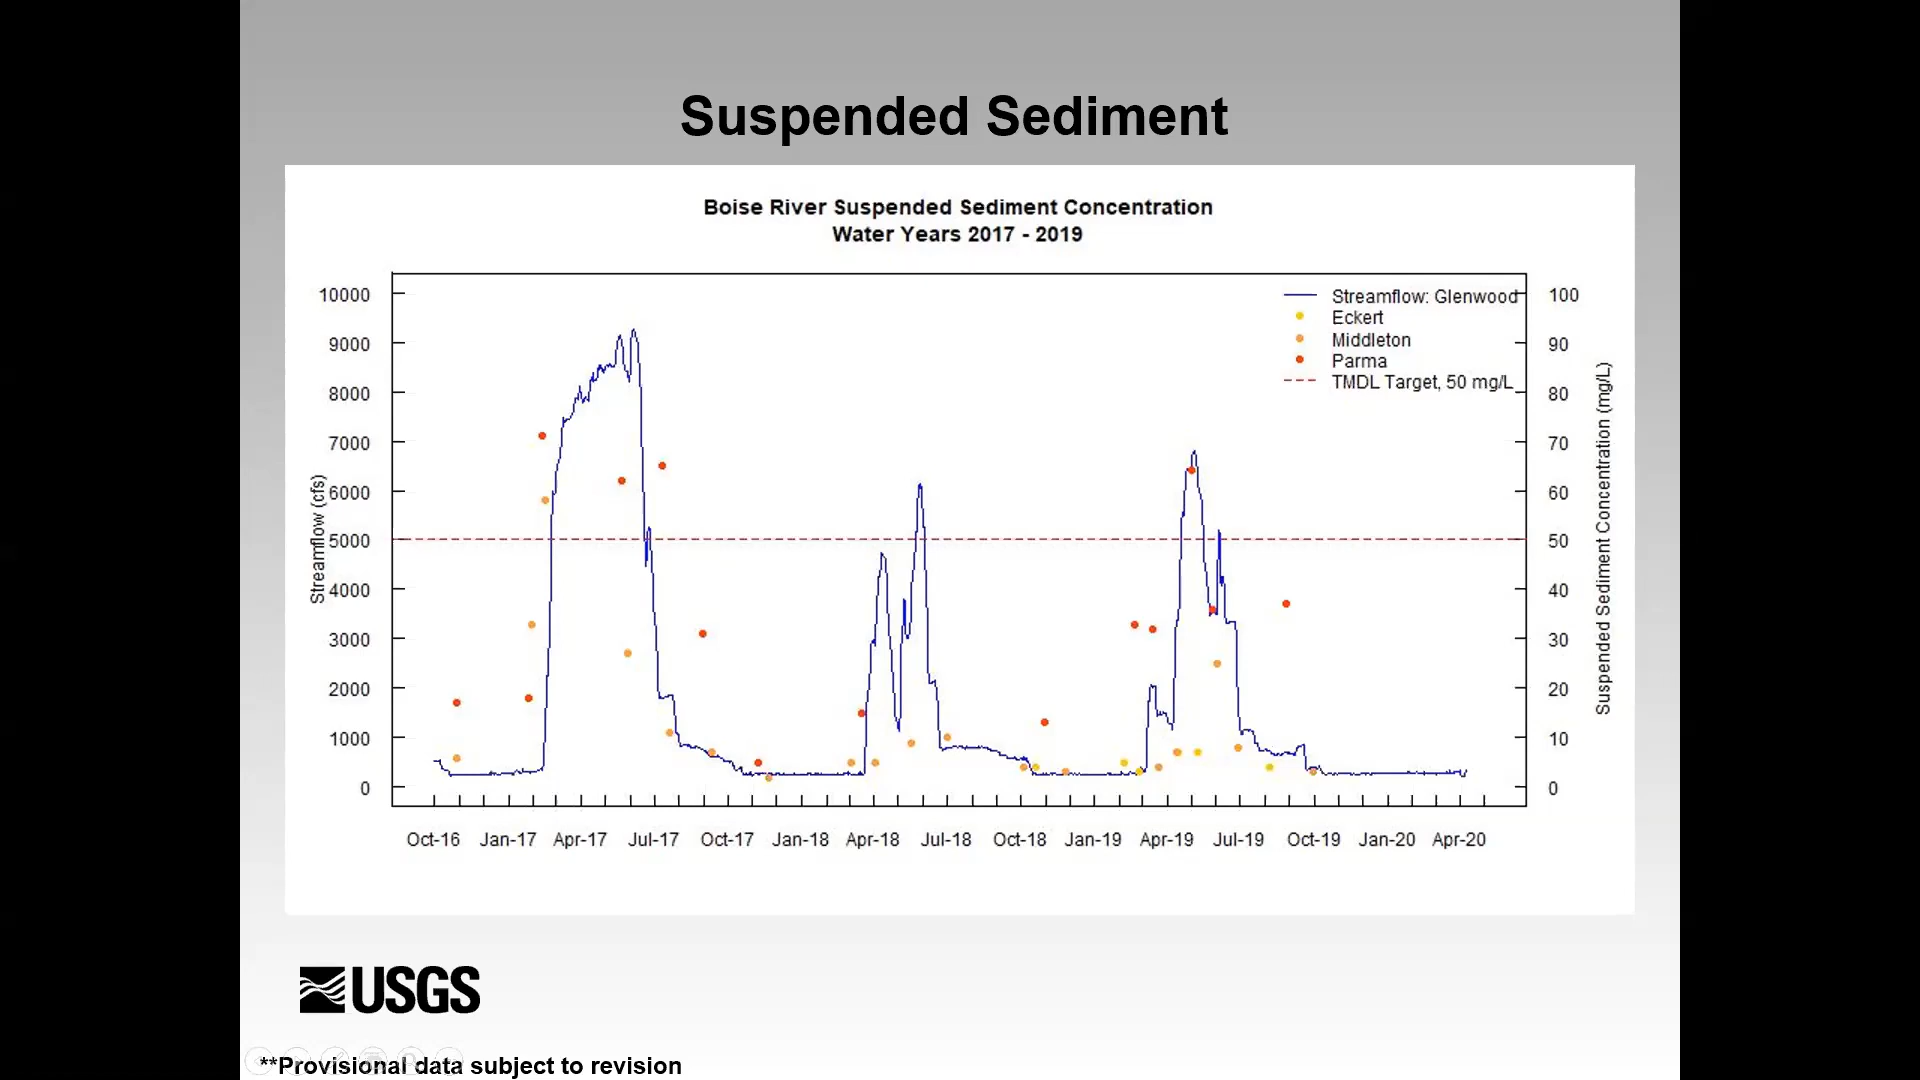 Suspended Sediment
Boise River Suspended Sediment Concentration
Water Years 2017 - 2019
Streamflow: Glenwood
Eckert
Middleton
Parma
TMDL Target, 50 mg/L
Streamflow (cfs)
10000
9000
8000
7000
6000
5000
4000
3000
2000
1000
0
100
90
80
70
60
50
40
30
20
10
0
Suspended Sediment Concentration (mg/L)
Oct-16 Jan-17 Apr-17 Jul-17 Oct-17 Jan-18 Apr-18 Jul-18 Oct-18 Jan-19 Apr-19 Jul-19 Oct-19 Jan-20 Apr-20
USGS
**Provisional data subject to revision